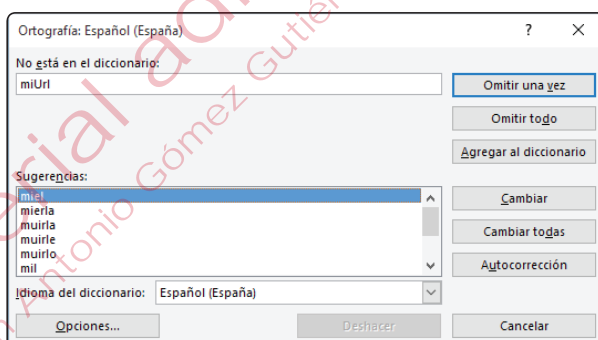 Ortografía: Español (España)
?
No está en el diccionario:
miUrl
Omitir una vez
Omitir todo
Agregar al diccionario
Sugerencias:
miel
mierla
muirla
muirle
muirlo
mil
Cambiar
Cambiar todas
Autocorrección
Idioma del diccionario: Español (España)
Opciones...
Deshacer
Cancelar
Antonio Gómez Gutié